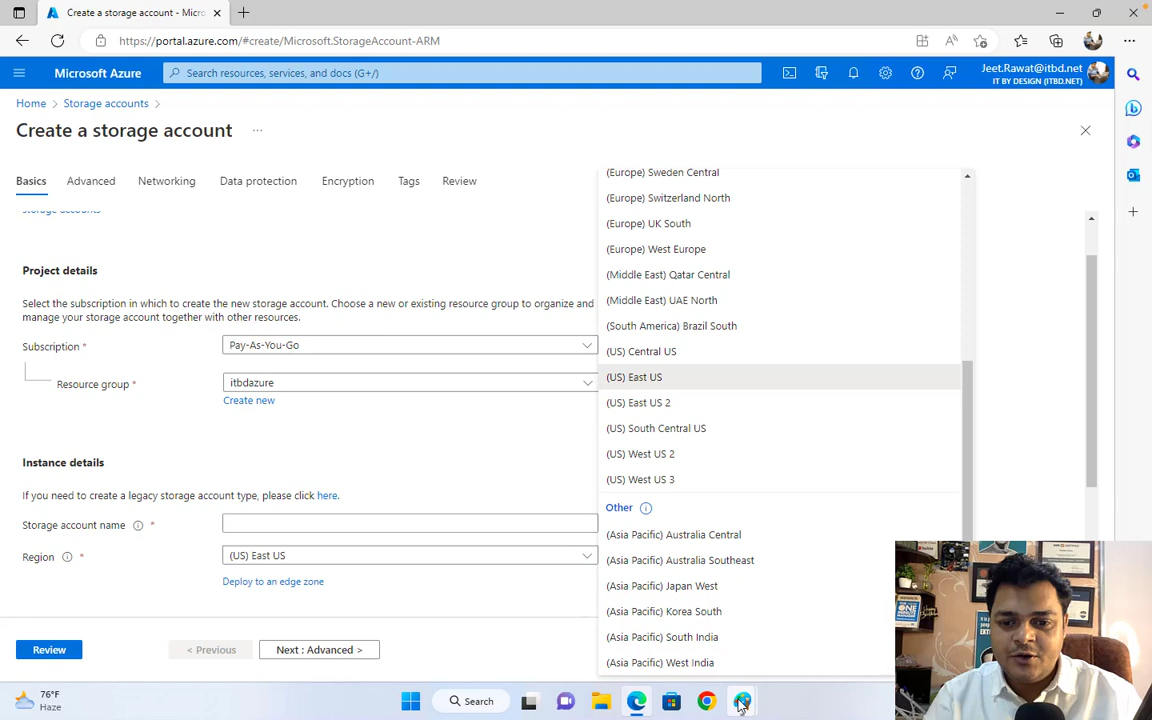 Create a storage account - Micro
https://portal.azure.com/#create/Microsoft.StorageAccount-ARM
Microsoft Azure
Search resources, services, and docs (G+/)
Jeet.Rawat@itbd.net
IT BY DESIGN (ITBD.NET)
Home > Storage accounts >
Create a storage account ...
Basics Advanced Networking Data protection Encryption Tags Review
storage accounts
Project details
Select the subscription in which to create the new storage account. Choose a new or existing resource group to organize and
manage your storage account together with other resources.
Subscription * Pay-As-You-Go
Resource group * itbdazure
Create new
Instance details
If you need to create a legacy storage account type, please click here.
Storage account name *
Region * (US) East US
Deploy to an edge zone
Review < Previous Next : Advanced >
(Europe) Sweden Central
(Europe) Switzerland North
(Europe) UK South
(Europe) West Europe
(Middle East) Qatar Central
(Middle East) UAE North
(South America) Brazil South
(US) Central US
(US) East US
(US) East US 2
(US) South Central US
(US) West US 2
(US) West US 3
Other
(Asia Pacific) Australia Central
(Asia Pacific) Australia Southeast
(Asia Pacific) Japan West
(Asia Pacific) Korea South
(Asia Pacific) South India
(Asia Pacific) West India
76°F
Haze
Search